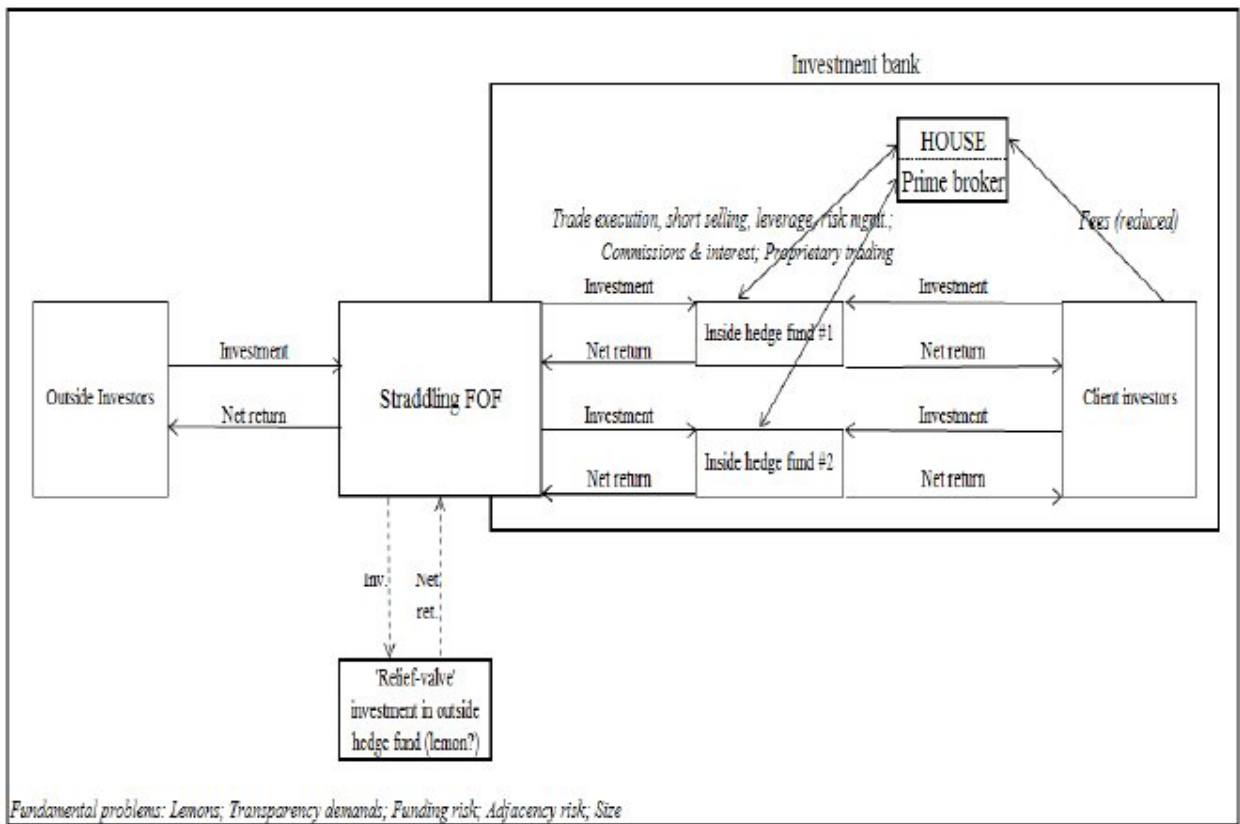 Investment bank
HOUSE
Prime broker
Trade execution, short selling, leverage, risk mgmt.;
Commissions & interest; Proprietary trading
Fees (reduced)
Investment
Investment
Inside hedge fund #1
Net return
Net return
Investment
Outside Investors
Net return
Straddling FOF
Client investors
Investment
Investment
Inside hedge fund #2
Net return
Net return
Inv.
Net
ret.
'Relief-valve'
investment in outside
hedge fund (lemon?)
Fundamental problems: Lemons; Transparency demands; Funding risk; Adjacency risk; Size